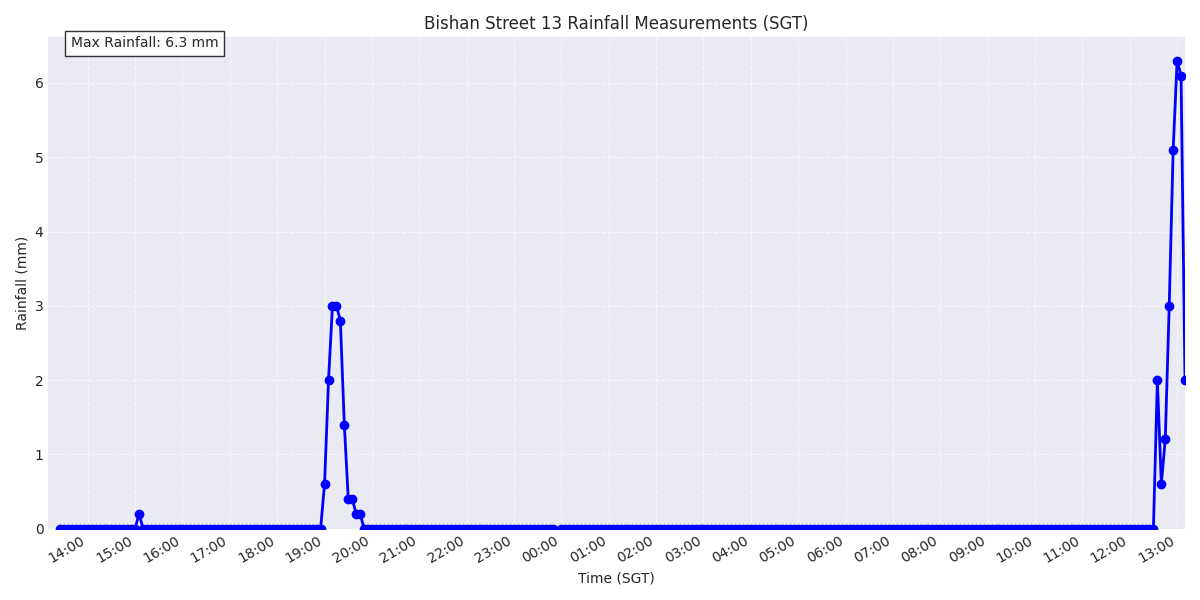 Bishan Street 13 Rainfall Measurements (SGT)
Max Rainfall: 6.3 mm
Rainfall (mm)
6
5
4
3
2
1
0
14:00 15:00 16:00 17:00 18:00 19:00 20:00 21:00 22:00 23:00 00:00 01:00 02:00 03:00 04:00 05:00 06:00 07:00 08:00 09:00 10:00 11:00 12:00 13:00
Time (SGT)